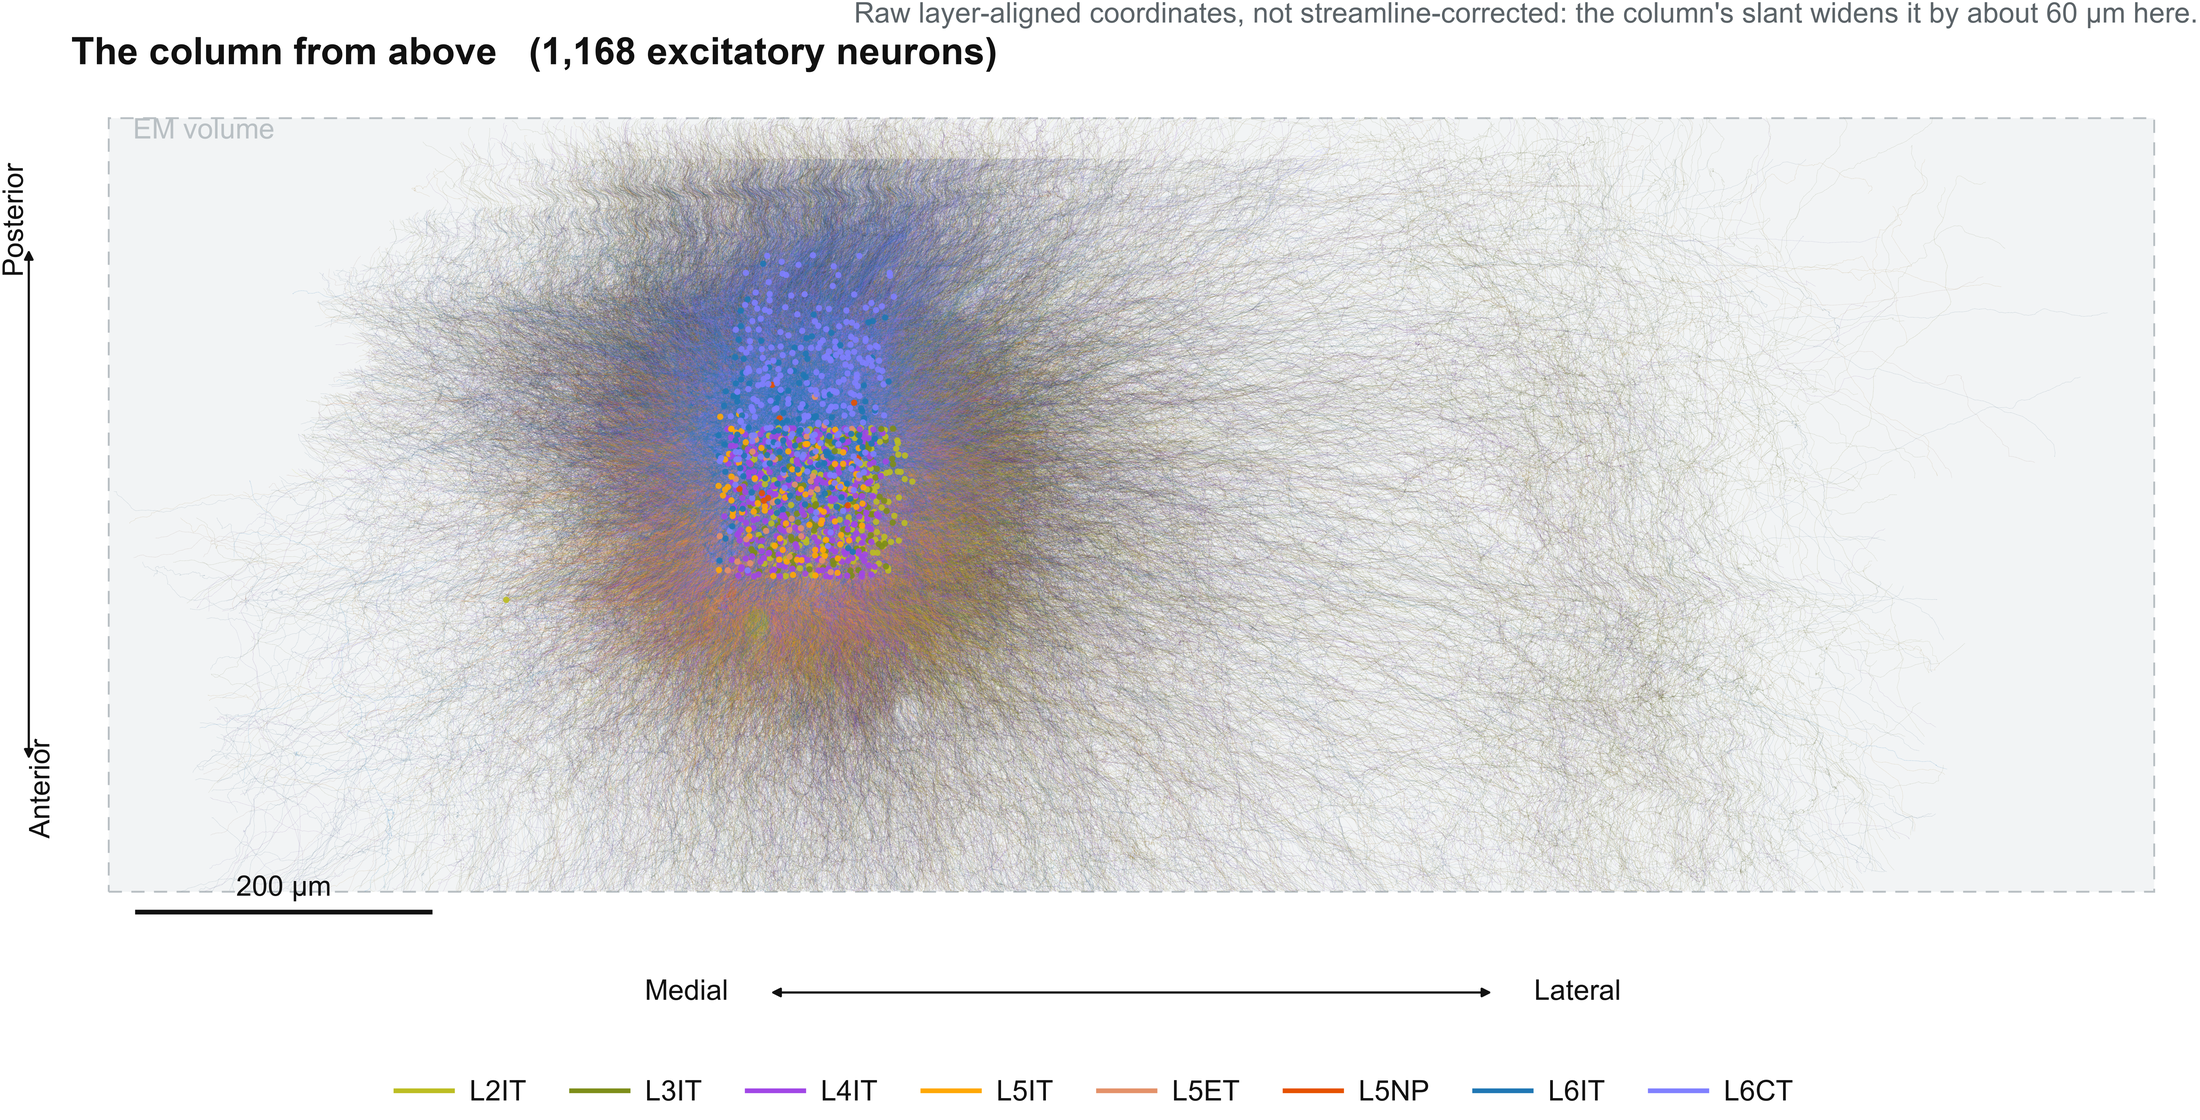 Raw layer-aligned coordinates, not streamline-corrected: the column's slant widens it by about 60 µm here.
The column from above (1,168 excitatory neurons)
EM volume
Posterior
Anterior
200 µm
Medial
Lateral
L2IT
L3IT
L4IT
L5IT
L5ET
L5NP
L6IT
L6CT